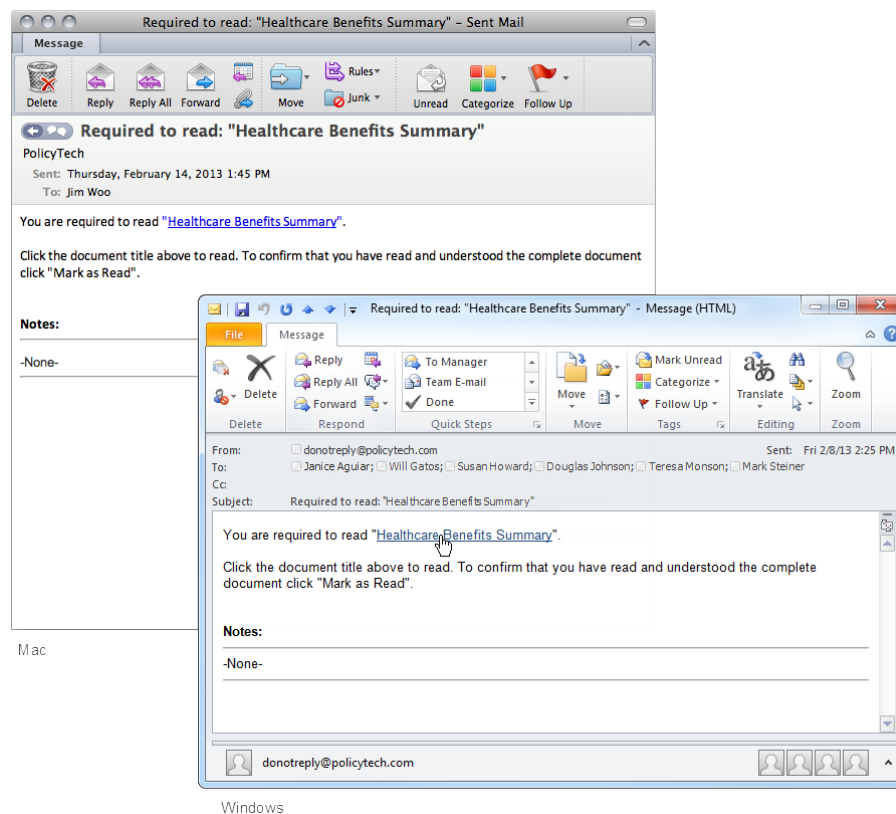 Required to read: "Healthcare Benefits Summary" – Sent Mail
Message
Delete
Reply
Reply All
Forward
Move
Rules
Junk
Unread
Categorize
Follow Up
Required to read: "Healthcare Benefits Summary"
PolicyTech
Sent: Thursday, February 14, 2013 1:45 PM
To: Jim Woo
You are required to read "Healthcare Benefits Summary".
Click the document title above to read. To confirm that you have read and understood the complete document
click "Mark as Read".
Notes:
-None-
Mac
Required to read: "Healthcare Benefits Summary" - Message (HTML)
File
Message
Delete
Reply
Reply All
Forward
To Manager
Team E-mail
Done
Move
Mark Unread
Categorize
Follow Up
aあ
Translate
Zoom
Delete
Respond
Quick Steps
Move
Tags
Editing
Zoom
From: donotreply@policytech.com Sent: Fri 2/8/13 2:25 PM
To: Janice Aguiar; Will Gatos; Susan Howard; Douglas Johnson; Teresa Monson; Mark Steiner
Cc:
Subject: Required to read: "Healthcare Benefits Summary"
You are required to read "Healthcare Benefits Summary".
Click the document title above to read. To confirm that you have read and understood the complete
document click "Mark as Read".
Notes:
-None-
donotreply@policytech.com
Windows